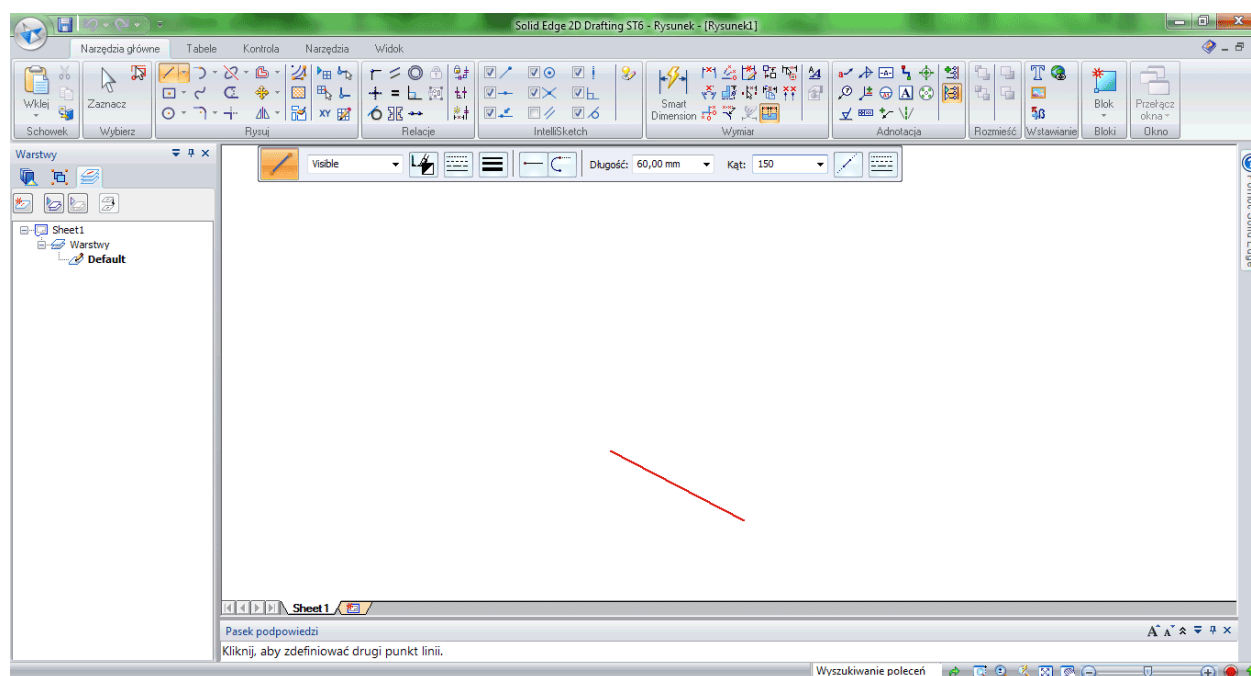 Solid Edge 2D Drafting ST6 - Rysunek - [Rysunek1]
Narzędzia główne Tabele Kontrola Narzędzia Widok
Wklej
Schowek
Zaznacz
Wybierz
Rysuj
Relacje
IntelliSketch
Smart
Dimension
Wymiar
Adnotacja
Rozmieść
Wstawianie
Blok
Bloki
Przełącz
okna
Okno
Warstwy
Sheet1
Warstwy
Default
Visible
Długość: 60,00 mm
Kąt: 150
Sheet1
Pasek podpowiedzi
Kliknij, aby zdefiniować drugi punkt linii.
Wyszukiwanie poleceń